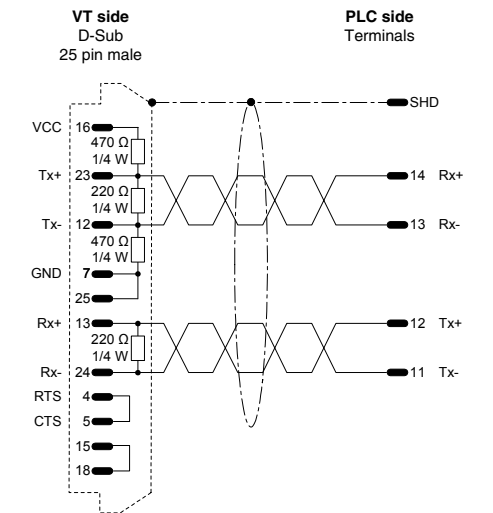 VT side
D-Sub
25 pin male
PLC side
Terminals
SHD
VCC 16
470 Ω
1/4 W
Tx+ 23
14 Rx+
220 Ω
1/4 W
Tx- 12
13 Rx-
470 Ω
1/4 W
GND 7
25
Rx+ 13
12 Tx+
220 Ω
1/4 W
Rx- 24
11 Tx-
RTS 4
CTS 5
15
18